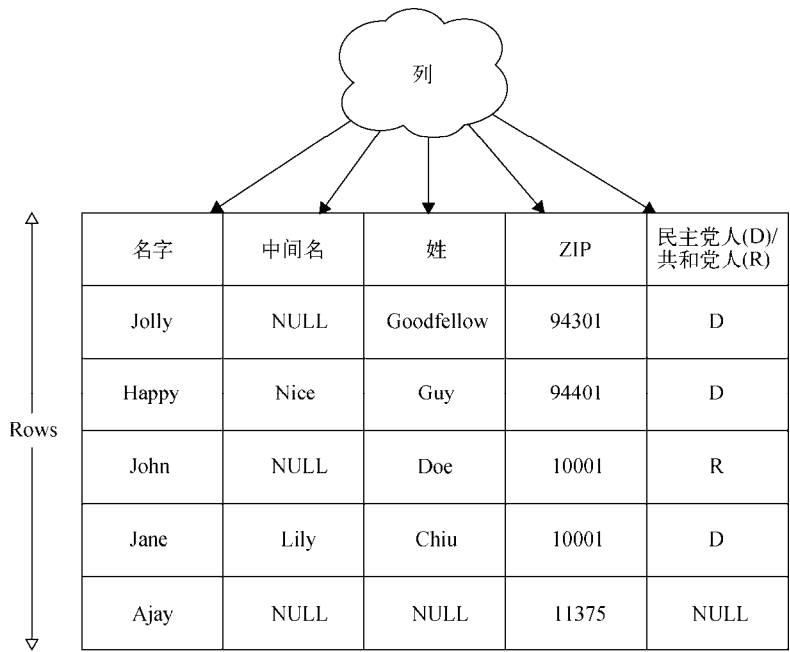 列
名字 中间名 姓 ZIP 民主党人(D)/
共和党人(R)
Jolly NULL Goodfellow 94301 D
Happy Nice Guy 94401 D
Rows
John NULL Doe 10001 R
Jane Lily Chiu 10001 D
Ajay NULL NULL 11375 NULL